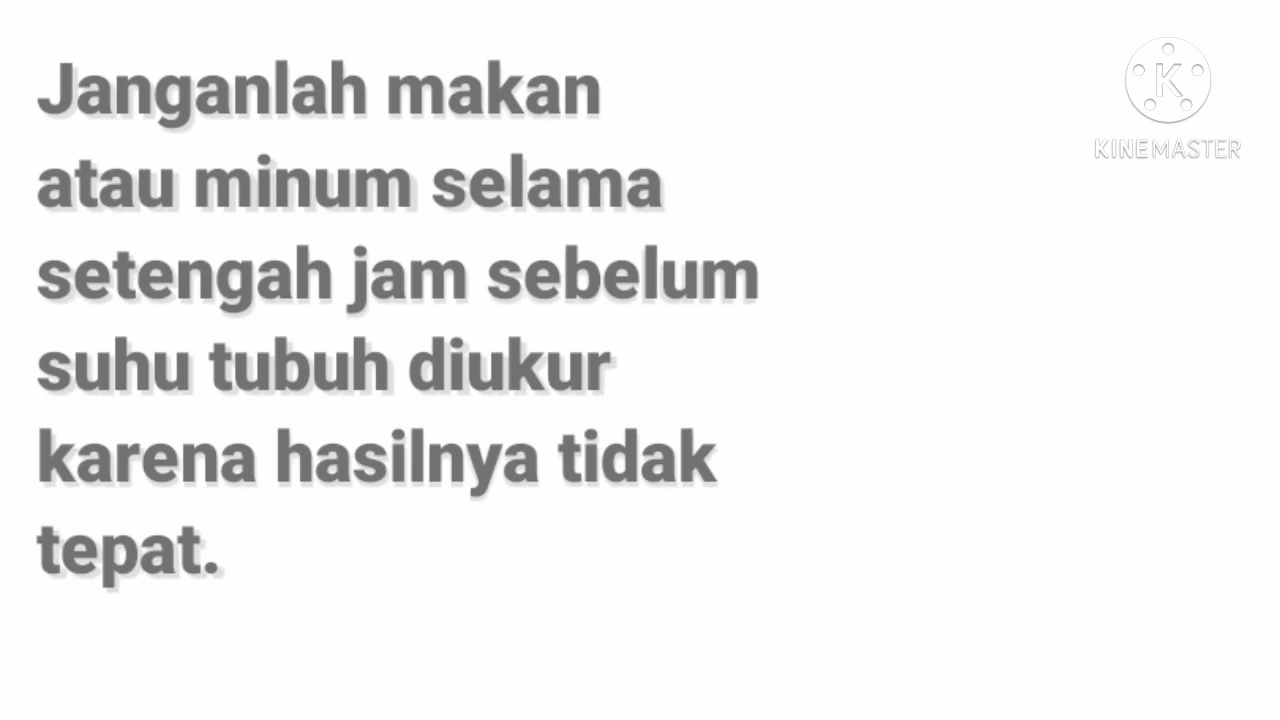 Janganlah makan
atau minum selama
setengah jam sebelum
suhu tubuh diukur
karena hasilnya tidak
tepat.
K
KINEMASTER